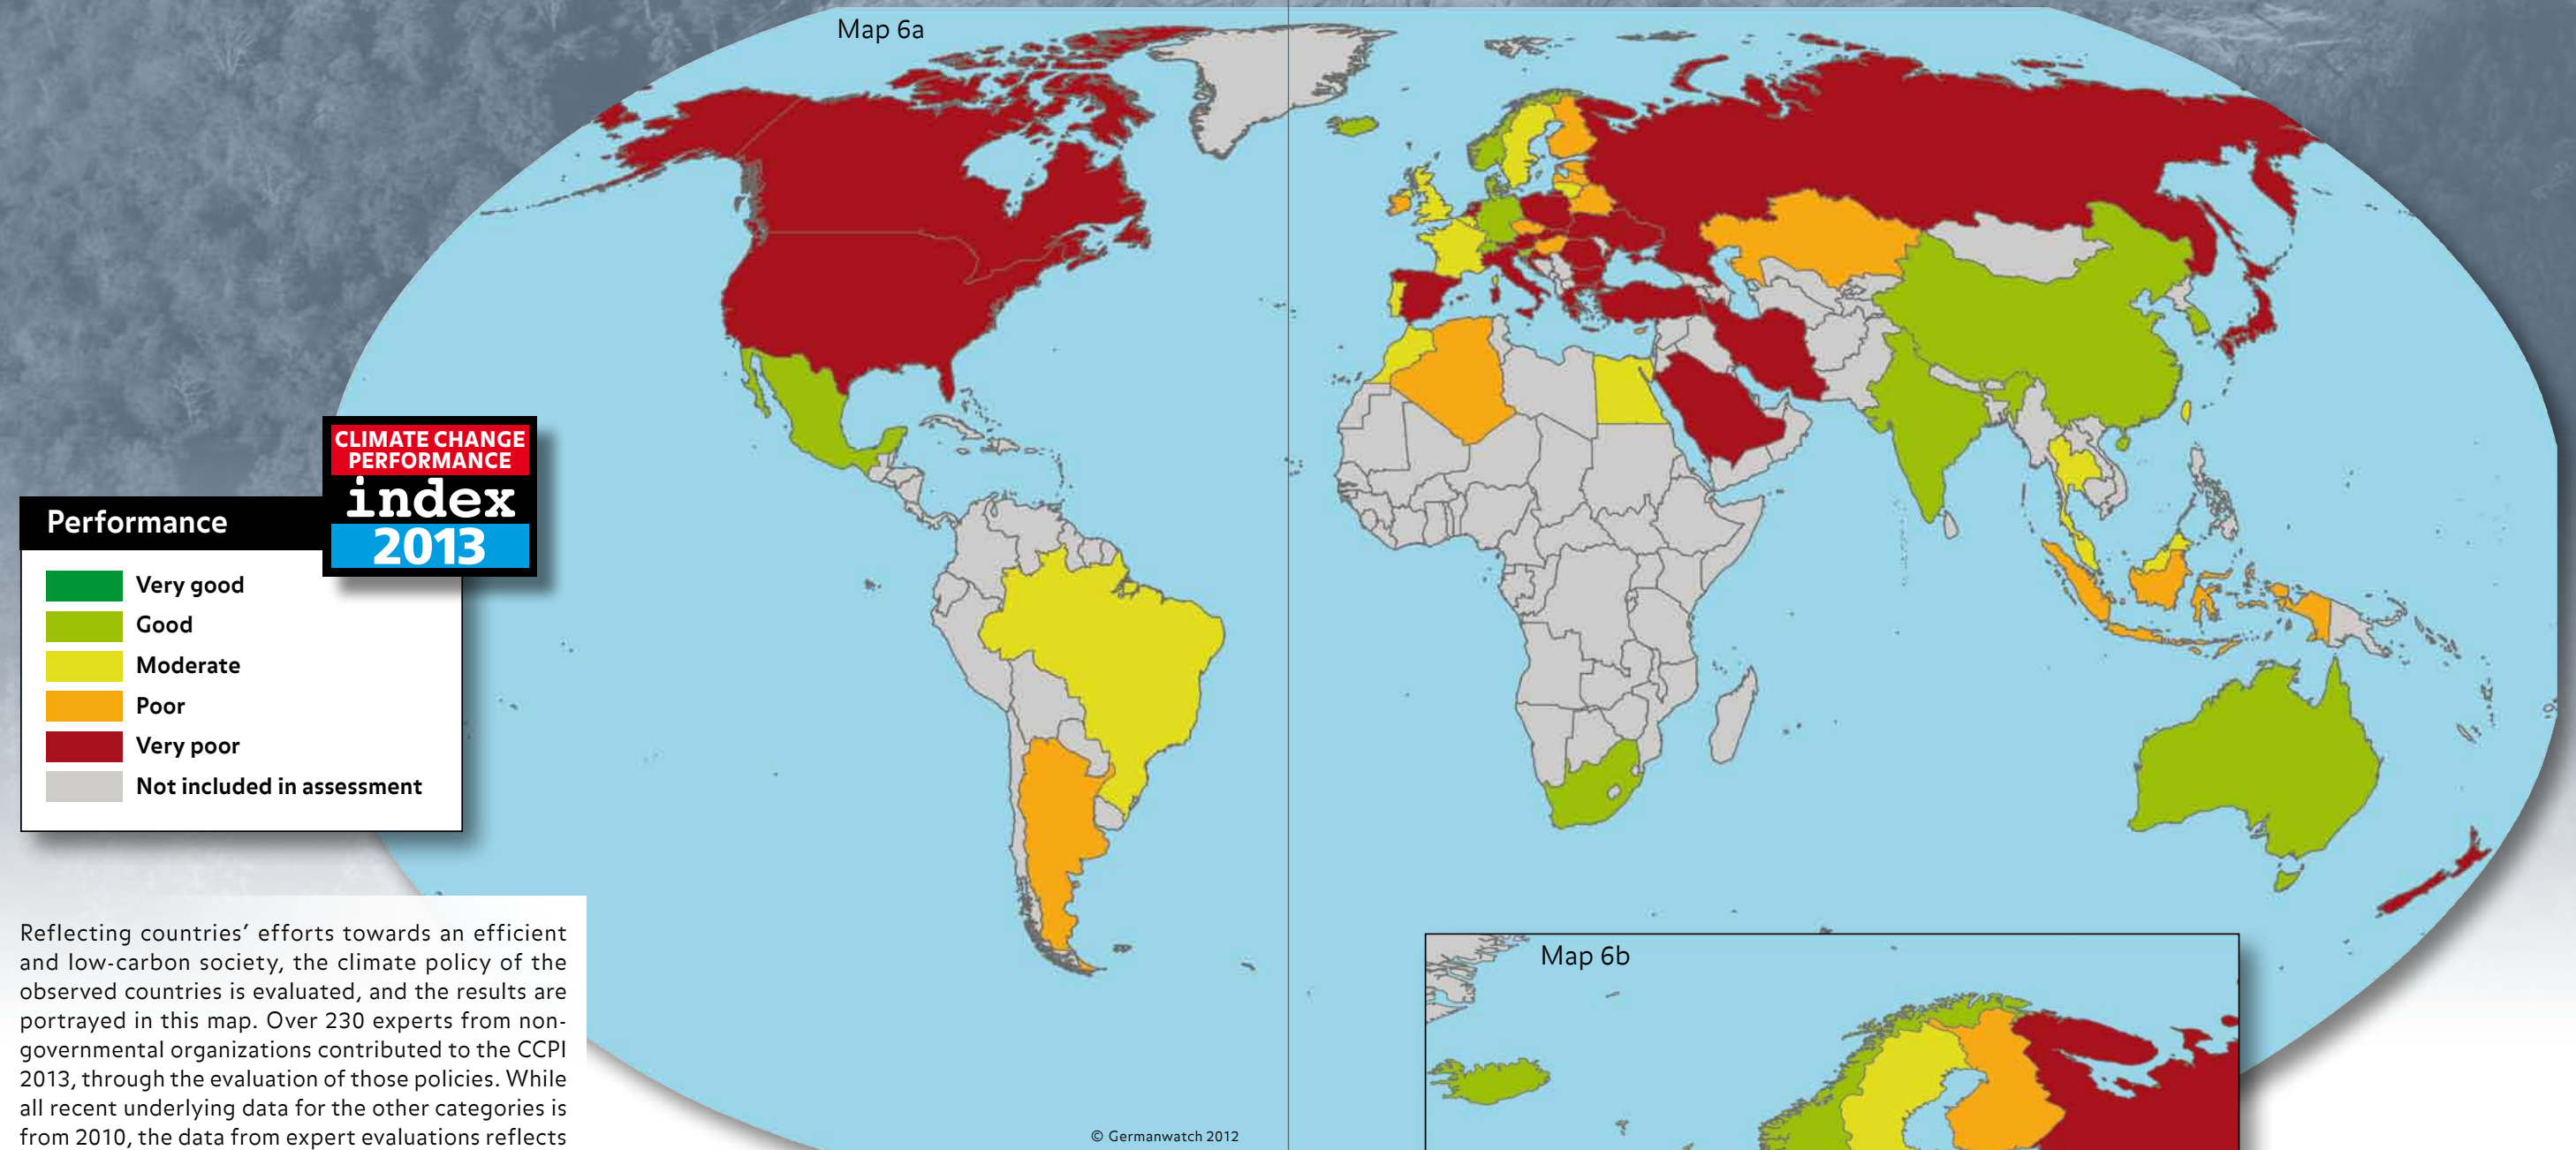 Map 6a
CLIMATE CHANGE
PERFORMANCE
index
2013
Performance
Very good
Good
Moderate
Poor
Very poor
Not included in assessment
Reflecting countries’ efforts towards an efficient
and low-carbon society, the climate policy of the
observed countries is evaluated, and the results are
portrayed in this map. Over 230 experts from non-
governmental organizations contributed to the CCPI
2013, through the evaluation of those policies. While
all recent underlying data for the other categories is
from 2010, the data from expert evaluations reflects
© Germanwatch 2012
Map 6b